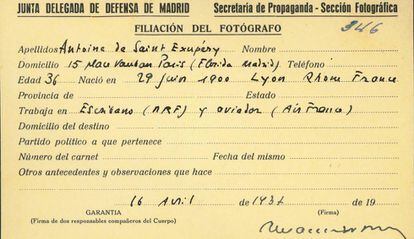 JUNTA DELEGADA DE DEFENSA DE MADRID Secretaria de Propaganda - Sección Fotográfica
FILIACIÓN DEL FOTÓGRAFO 346
Apellidos Antoine de Saint Exupéry Nombre
Domicilio 15 place Vauban Paris (Florida Madrid) Teléfono
Edad 36 Nació en 29 juin 1900 Lyon Rhone France
Provincia de Estado
Trabaja en Escribano (ARF) y aviador (Air France)
Domicilio del destino
Partido político a que pertenece
Número del carnet Fecha del mismo
Otros antecedentes y observaciones que hace
16 Avril de 1937 de 19
GARANTIA (Firma)
(Firma de dos responsables compañeros del Cuerpo)